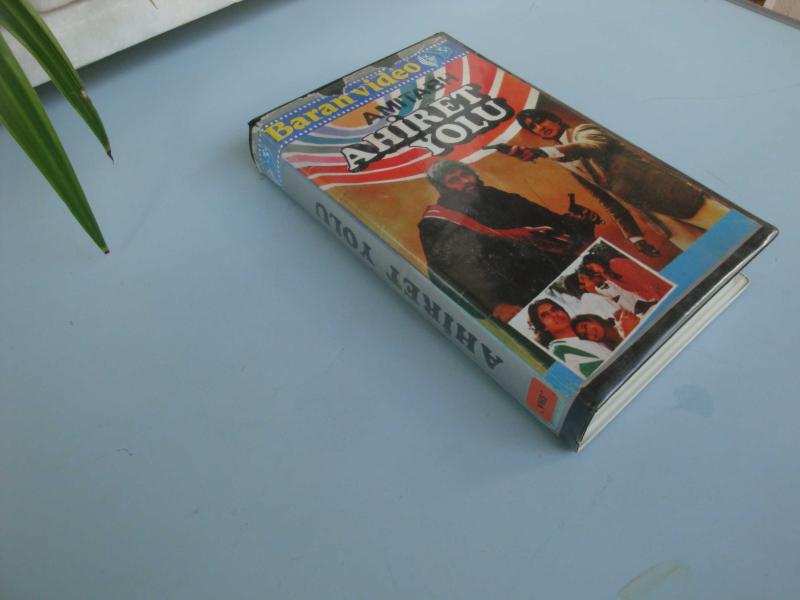 Baran video
AMITABH
AHİRET
YOLU
AHİRET YOLU